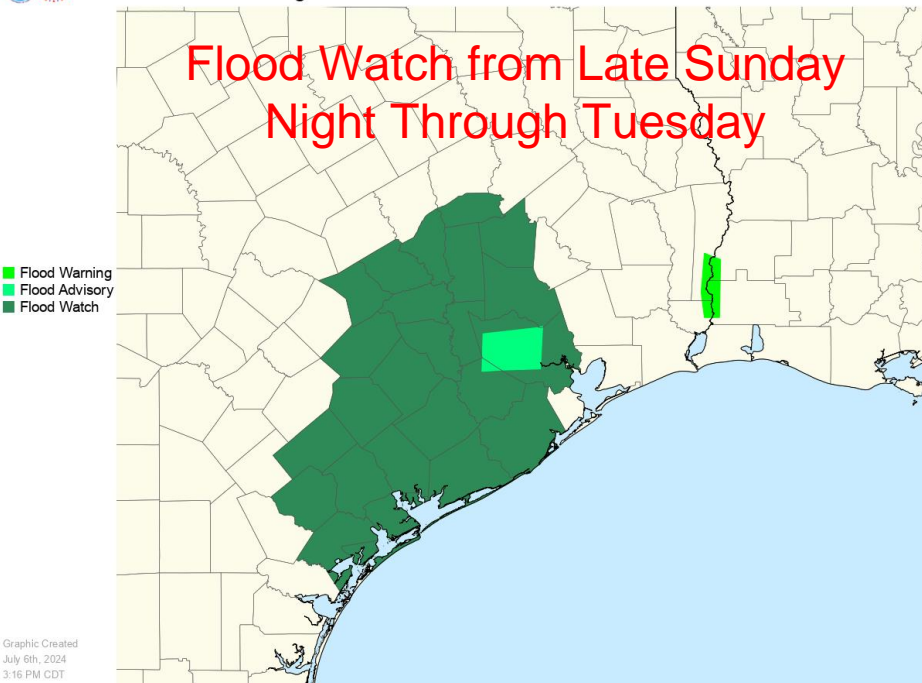 Flood Watch from Late Sunday
Night Through Tuesday
Flood Warning
Flood Advisory
Flood Watch
Graphic Created
July 6th, 2024
3:16 PM CDT